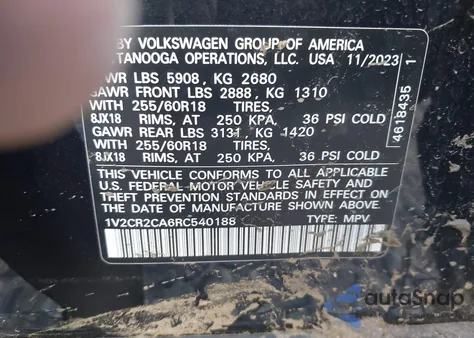 BY VOLKSWAGEN GROUP OF AMERICA
TANOOGA OPERATIONS, LLC. USA 11/2023
WR LBS 5908, KG 2680
GAWR FRONT LBS 2888, KG 1310
WITH 255/60R18 TIRES,
8JX18 RIMS, AT 250 KPA, 36 PSI COLD
GAWR REAR LBS 3131, KG 1420
WITH 255/60R18 TIRES,
8JX18 RIMS, AT 250 KPA, 36 PSI COLD
THIS VEHICLE CONFORMS TO ALL APPLICABLE
U.S. FEDERAL MOTOR VEHICLE SAFETY AND
THEFT PREVENTION STANDARDS IN EFFECT ON
THE DATE OF MANUFACTURE SHOWN ABOVE.
1V2CR2CA6RC540188 TYPE: MPV
4618435 1
autoSnap